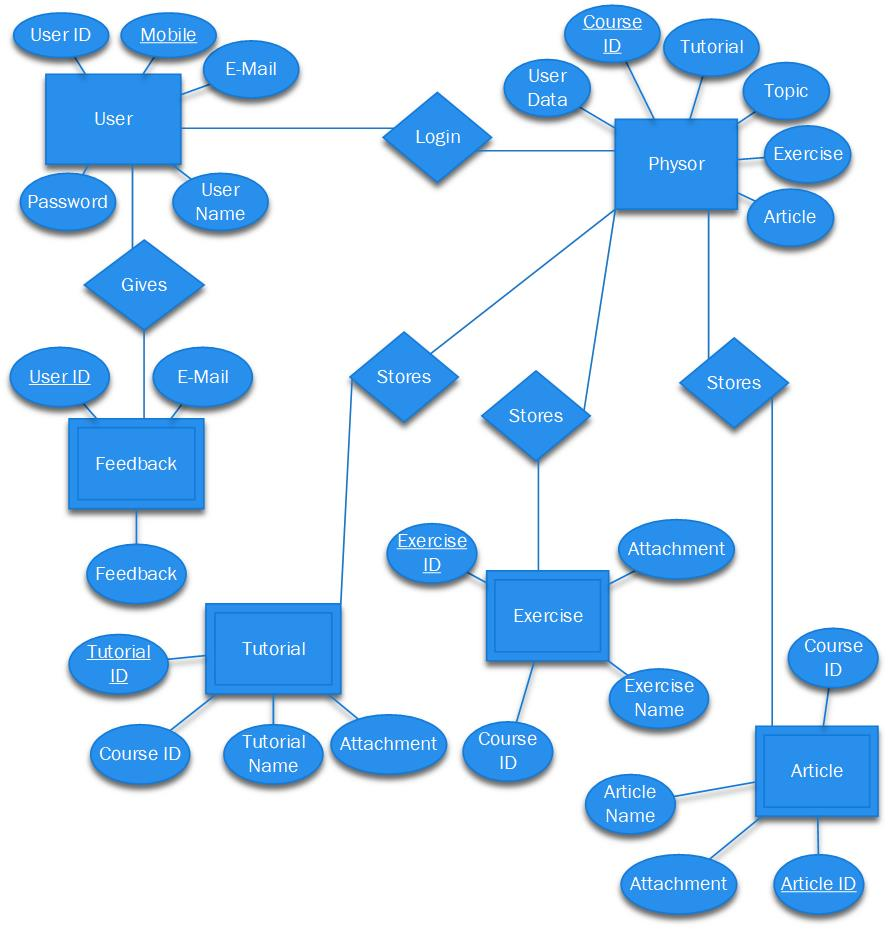 User ID
Mobile
E-Mail
User
Password
User
Name
Login
Course
ID
Tutorial
User
Data
Topic
Physor
Exercise
Article
Gives
User ID
E-Mail
Feedback
Feedback
Stores
Stores
Stores
Tutorial
Tutorial
ID
Course ID
Tutorial
Name
Attachment
Exercise
ID
Attachment
Exercise
Exercise
Name
Course
ID
Course
ID
Article
Article
Name
Attachment
Article ID